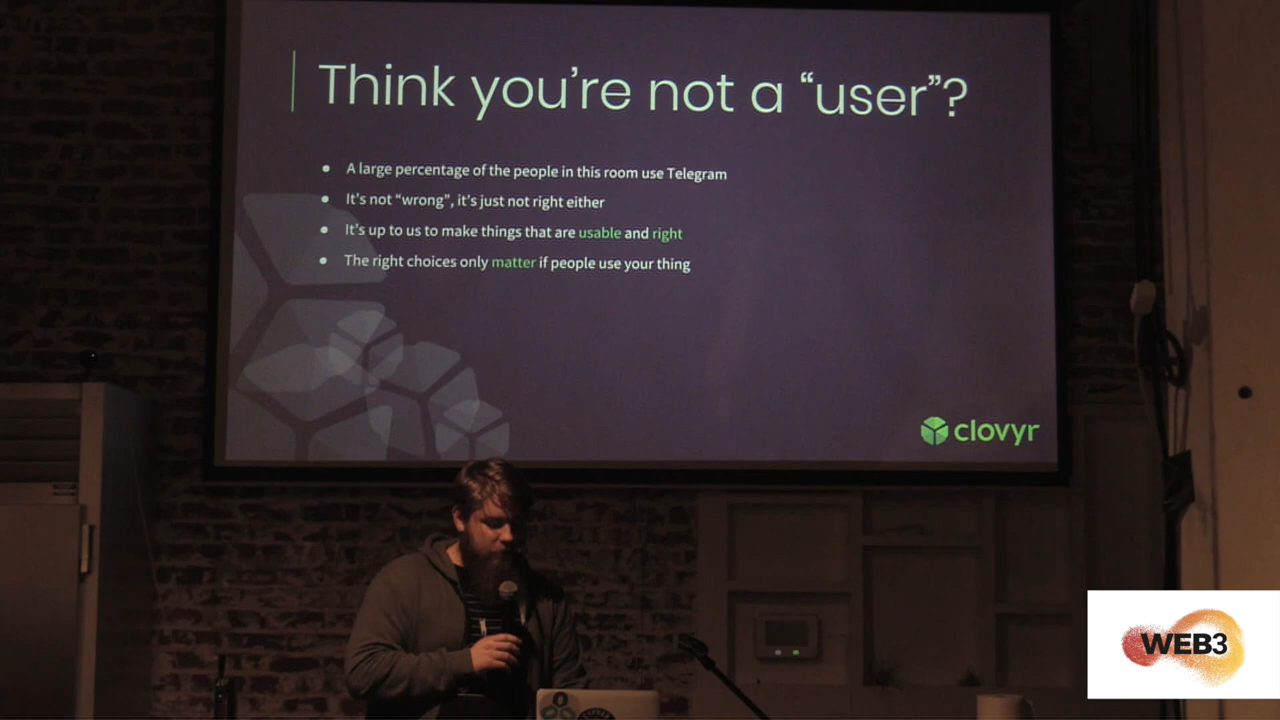 Think you’re not a “user”?
● A large percentage of the people in this room use Telegram
● It’s not “wrong”, it’s just not right either
● It’s up to us to make things that are usable and right
● The right choices only matter if people use your thing
clovyr
WEB3